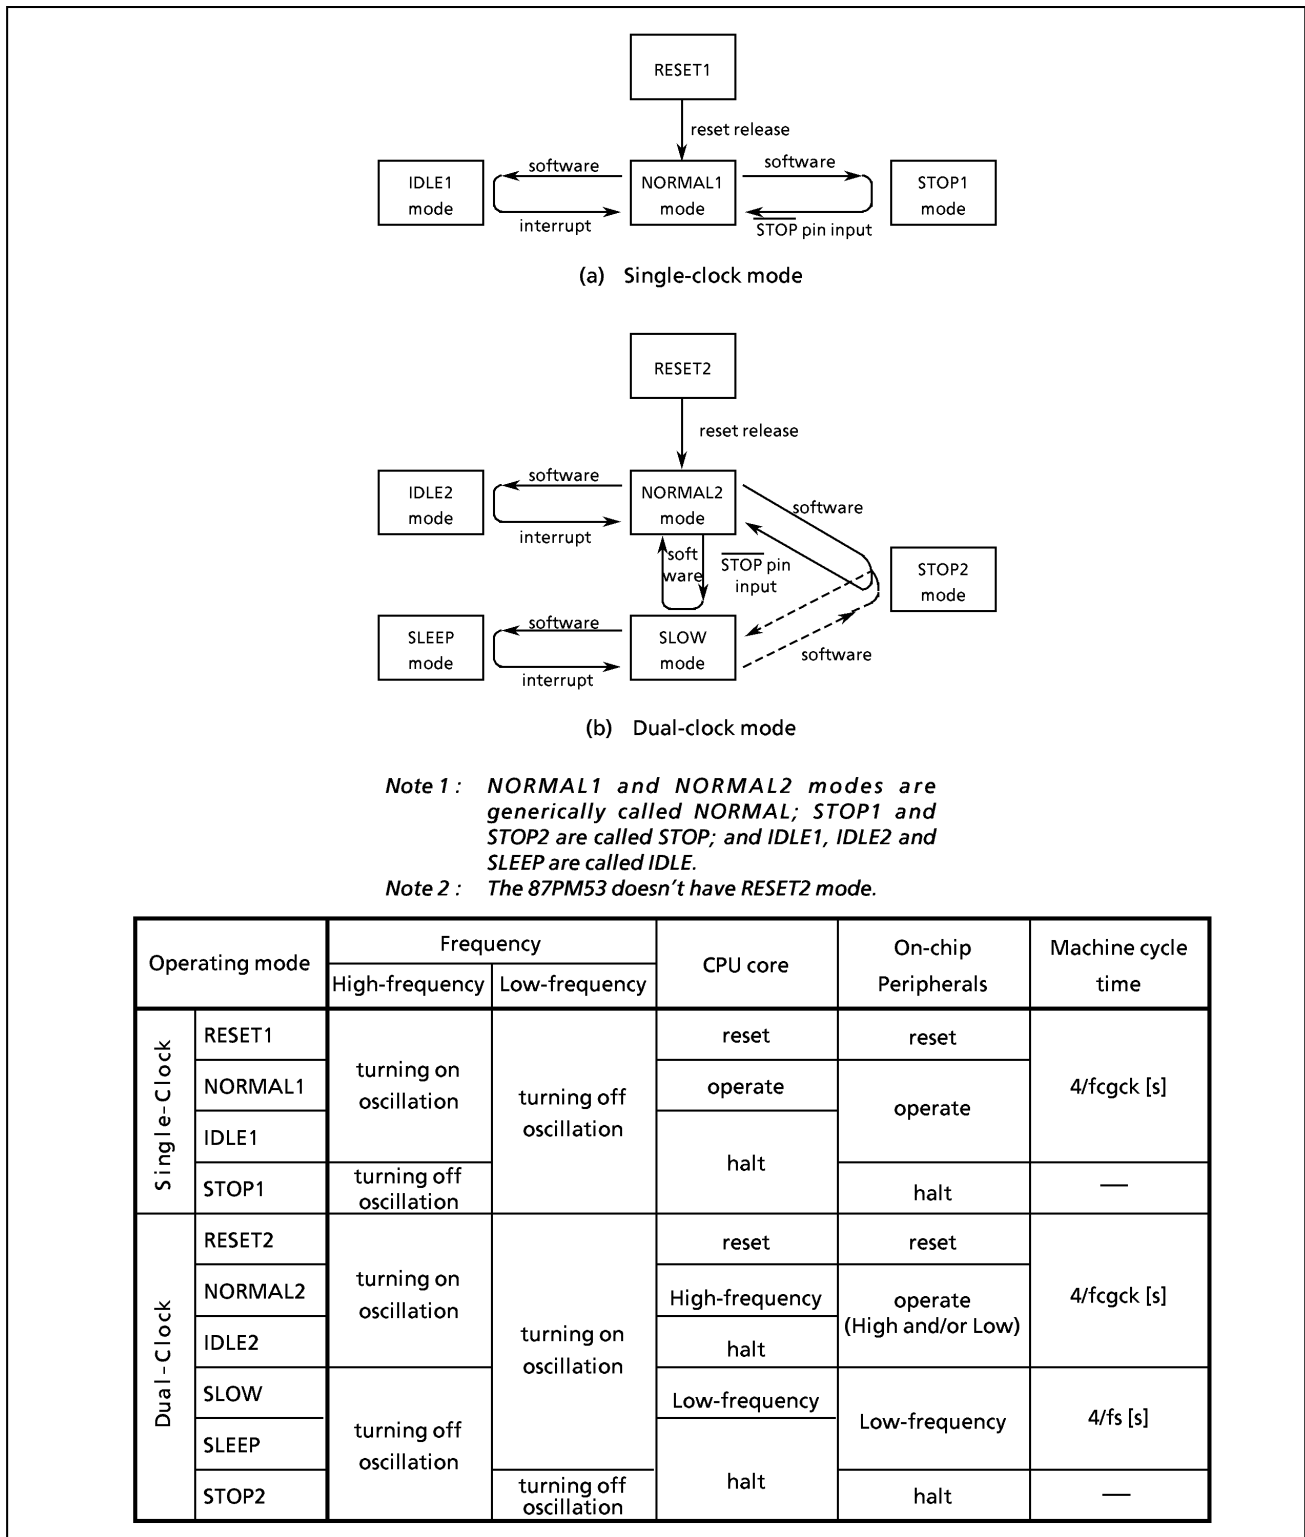 RESET1
reset release
IDLE1
mode
software
interrupt
NORMAL1
mode
software
STOP pin input
STOP1
mode
(a) Single-clock mode
RESET2
reset release
IDLE2
mode
software
interrupt
NORMAL2
mode
software
soft
ware
STOP pin
input
STOP2
mode
SLEEP
mode
software
interrupt
SLOW
mode
software
(b) Dual-clock mode
Note 1 : NORMAL1 and NORMAL2 modes are
generically called NORMAL; STOP1 and
STOP2 are called STOP; and IDLE1, IDLE2 and
SLEEP are called IDLE.
Note 2 : The 87PM53 doesn't have RESET2 mode.
Operating mode
Frequency
High-frequency
Low-frequency
CPU core
On-chip
Peripherals
Machine cycle
time
Single-Clock
RESET1
NORMAL1
IDLE1
STOP1
turning on
oscillation
turning off
oscillation
turning off
oscillation
reset
operate
halt
reset
operate
halt
4/fcgck [s]
—
Dual-Clock
RESET2
NORMAL2
IDLE2
SLOW
SLEEP
STOP2
turning on
oscillation
turning off
oscillation
turning on
oscillation
turning off
oscillation
reset
High-frequency
halt
Low-frequency
halt
reset
operate
(High and/or Low)
Low-frequency
halt
4/fcgck [s]
4/fs [s]
—